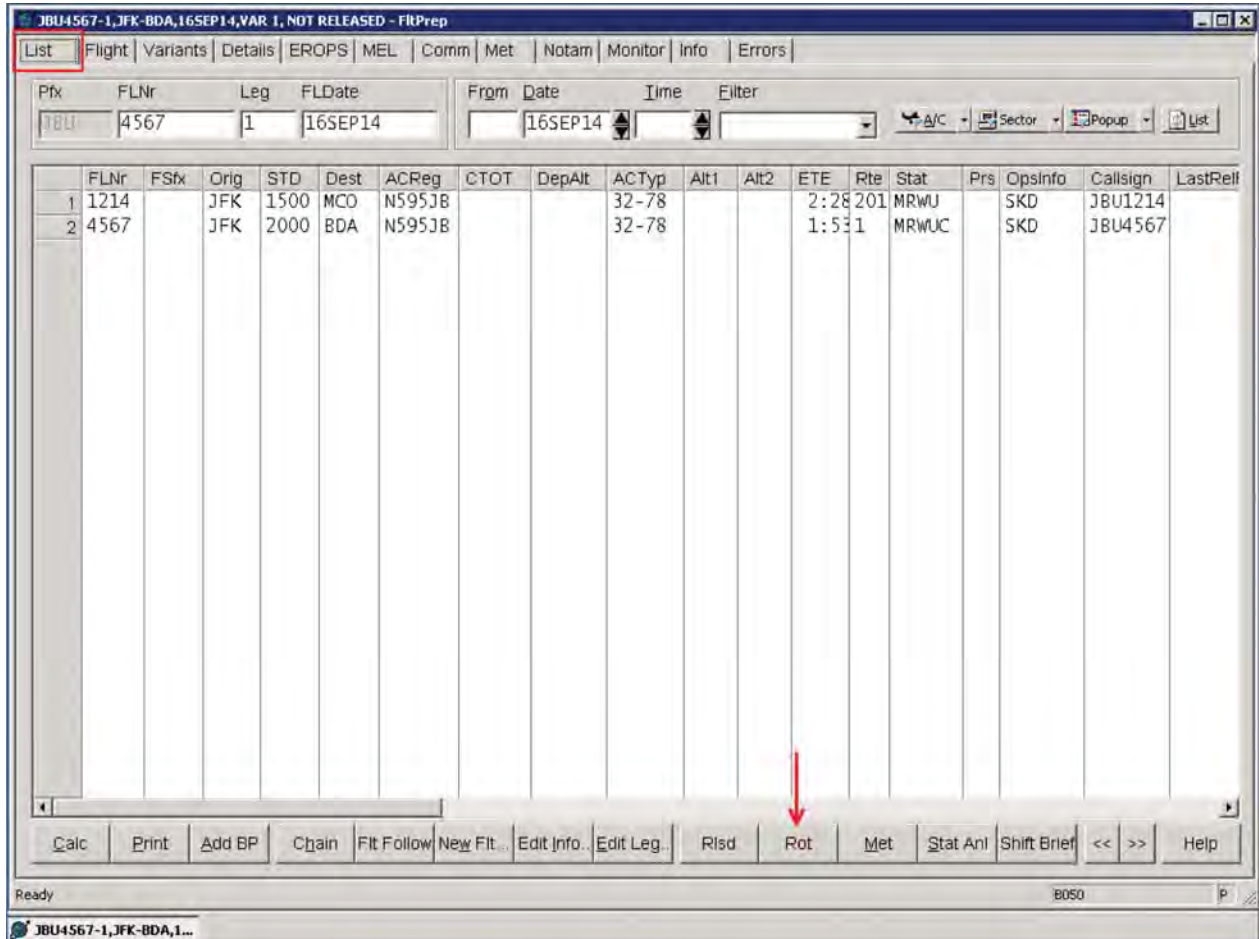 JBU4567-1,JFK-BDA,16SEP14,VAR 1, NOT RELEASED - FltPrep
List Flight Variants Details EROPS MEL Comm Met Notam Monitor Info Errors
Pfx FLNr Leg FLDate From Date Time Filter
JBU 4567 1 16SEP14 16SEP14 A/C Sector Popup List
FLNr FSfx Orig STD Dest ACReg CTOT DepAlt ACTyp Alt1 Alt2 ETE Rte Stat Prs OpsInfo Callsign LastRelF
1 1214 JFK 1500 MCO N595JB 32-78 2:28 201 MRWU SKD JBU1214
2 4567 JFK 2000 BDA N595JB 32-78 1:53 1 MRWUC SKD JBU4567
Calc Print Add BP Chain Flt Follow New Flt... Edit Info.. Edit Leg.. Rlsd Rot Met Stat Anl Shift Brief << >> Help
Ready B050 P
JBU4567-1,JFK-BDA,1...